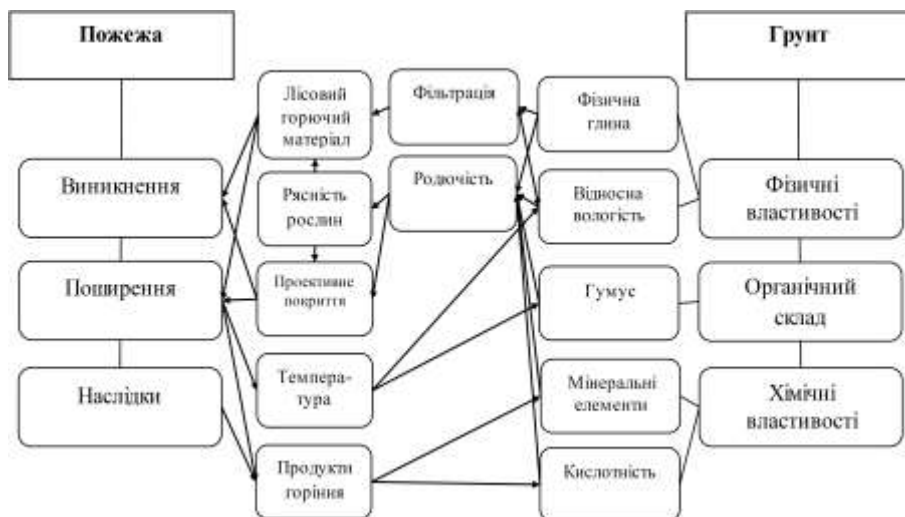 Пожежа
Грунт
Лісовий
горючий
матеріал
Фільтрація
Фізична
глина
Виникнення
Рясність
рослин
Родючість
Відносна
вологість
Фізичні
властивості
Поширення
Проективне
покриття
Гумус
Органічний
склад
Наслідки
Темпера-
тура
Мінеральні
елементи
Хімічні
властивості
Продукти
горіння
Кислотність